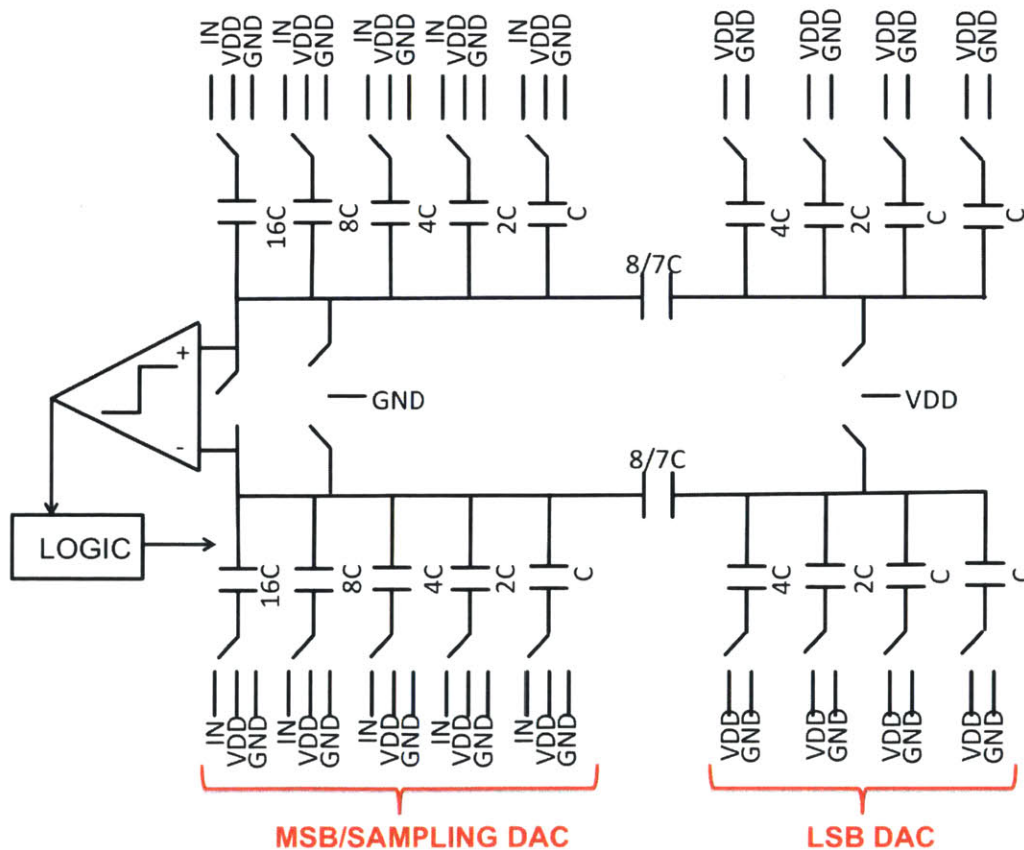 IN VDD GND IN VDD GND IN VDD GND IN VDD GND IN VDD GND VDD GND VDD GND VDD GND VDD GND
16C 8C 4C 2C C 4C 2C C C
8/7C
+
GND VDD
-
8/7C
LOGIC
16C 8C 4C 2C C 4C 2C C C
IN VDD GND IN VDD GND IN VDD GND IN VDD GND IN VDD GND VDD GND VDD GND VDD GND VDD GND
MSB/SAMPLING DAC LSB DAC